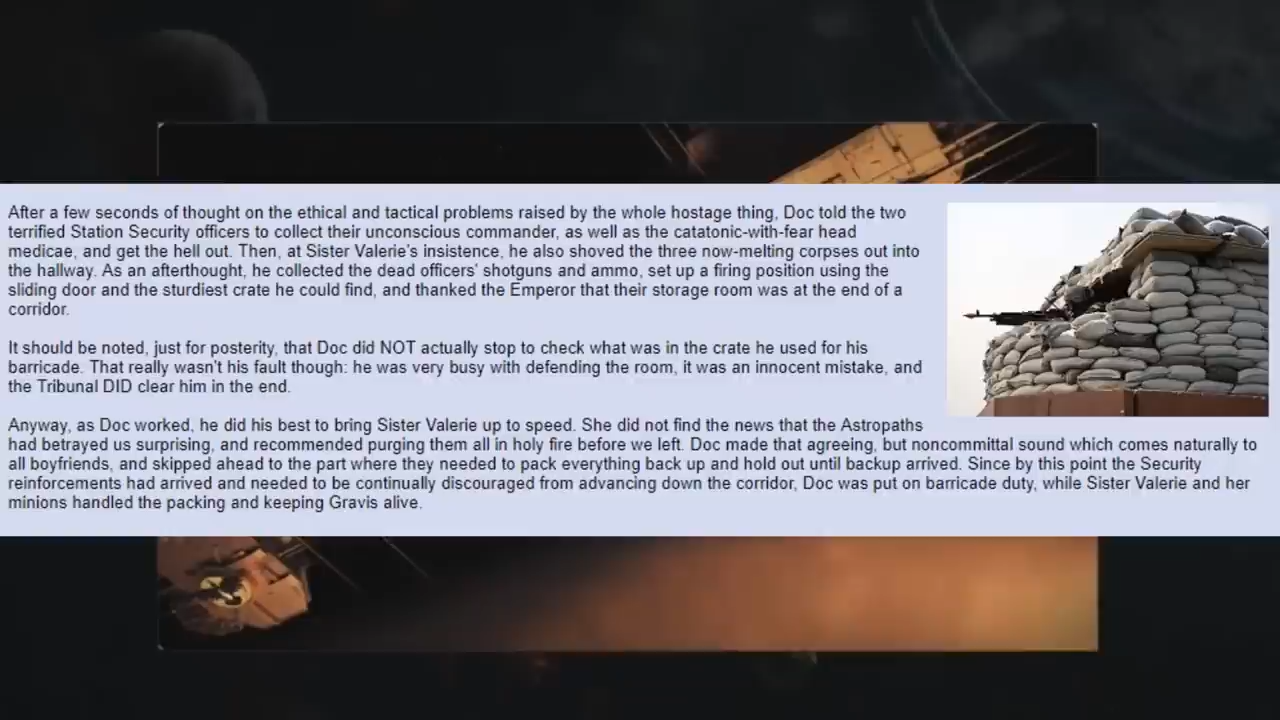 After a few seconds of thought on the ethical and tactical problems raised by the whole hostage thing, Doc told the two
terrified Station Security officers to collect their unconscious commander, as well as the catatonic-with-fear head
medicae, and get the hell out. Then, at Sister Valerie's insistence, he also shoved the three now-melting corpses out into
the hallway. As an afterthought, he collected the dead officers' shotguns and ammo, set up a firing position using the
sliding door and the sturdiest crate he could find, and thanked the Emperor that their storage room was at the end of a
corridor.
It should be noted, just for posterity, that Doc did NOT actually stop to check what was in the crate he used for his
barricade. That really wasn't his fault though: he was very busy with defending the room, it was an innocent mistake, and
the Tribunal DID clear him in the end.
Anyway, as Doc worked, he did his best to bring Sister Valerie up to speed. She did not find the news that the Astropaths
had betrayed us surprising, and recommended purging them all in holy fire before we left. Doc made that agreeing, but noncommittal sound which comes naturally to
all boyfriends, and skipped ahead to the part where they needed to pack everything back up and hold out until backup arrived. Since by this point the Security
reinforcements had arrived and needed to be continually discouraged from advancing down the corridor, Doc was put on barricade duty, while Sister Valerie and her
minions handled the packing and keeping Gravis alive.